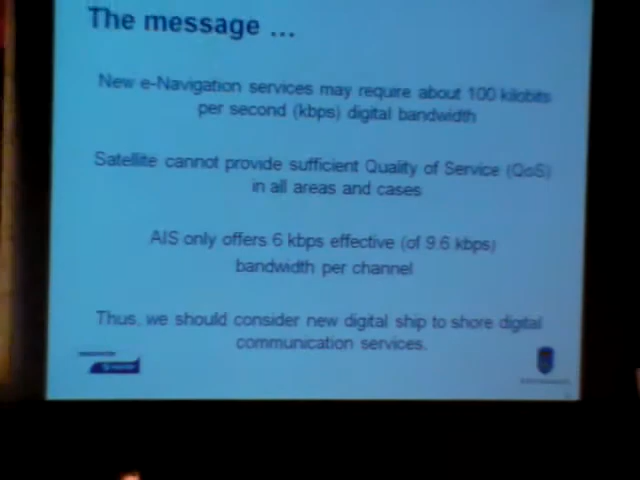 The message ...
New e-Navigation services may require about 100 kilobits
per second (kbps) digital bandwidth
Satellite cannot provide sufficient Quality of Service (QoS)
in all areas and cases
AIS only offers 6 kbps effective (of 9.6 kbps)
bandwidth per channel
Thus, we should consider new digital ship to shore digital
communication services.